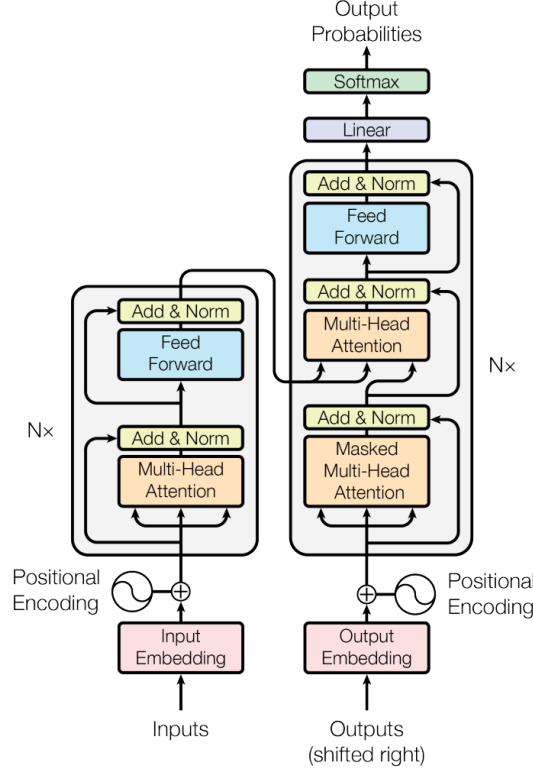 Output
Probabilities
Softmax
Linear
Add & Norm
Feed
Forward
Add & Norm
Multi-Head
Attention
Add & Norm
Masked
Multi-Head
Attention
N×
Positional
Encoding
Output
Embedding
Outputs
(shifted right)
Add & Norm
Feed
Forward
Add & Norm
Multi-Head
Attention
N×
Positional
Encoding
Input
Embedding
Inputs